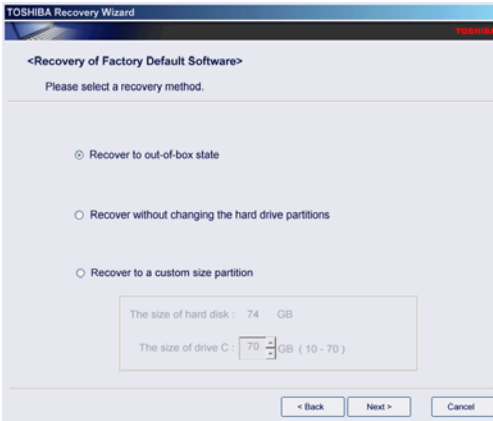 TOSHIBA Recovery Wizard
TOSHIBA
<Recovery of Factory Default Software>
Please select a recovery method.
Recover to out-of-box state
Recover without changing the hard drive partitions
Recover to a custom size partition
The size of hard disk : 74 GB
The size of drive C : 70 GB ( 10 - 70 )
< Back Next > Cancel